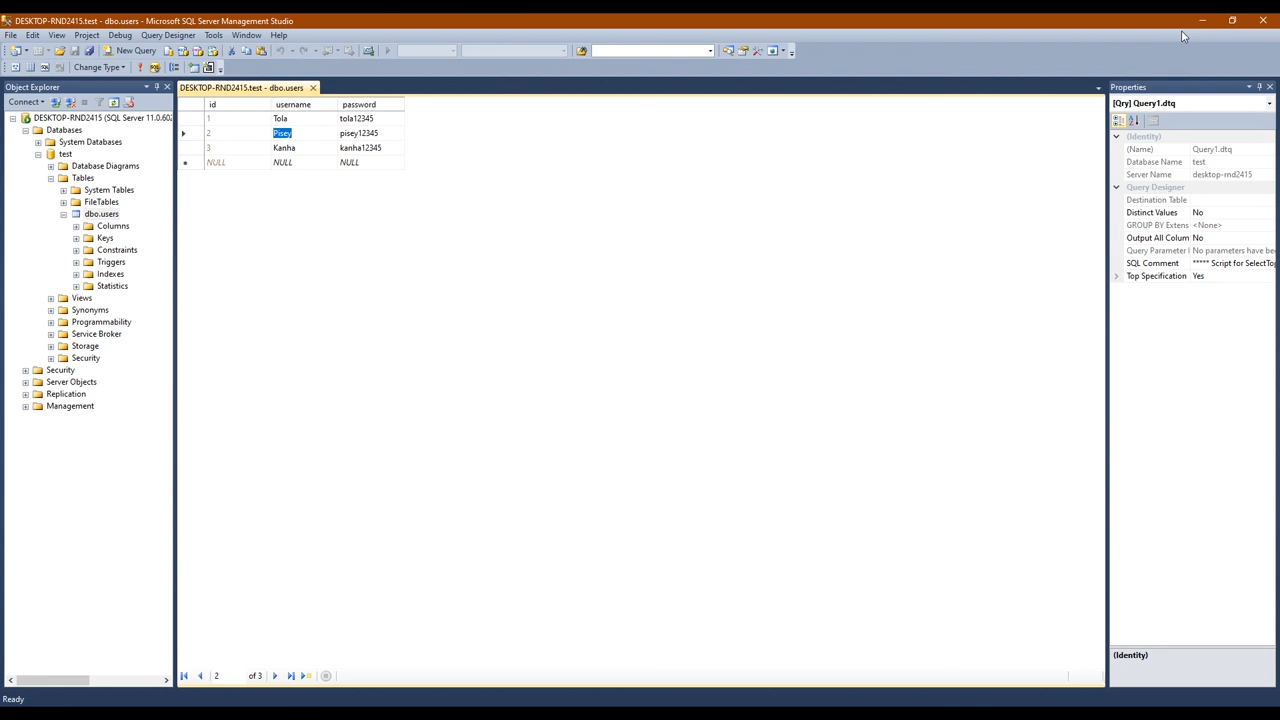 DESKTOP-RND2415.test - dbo.users - Microsoft SQL Server Management Studio
File Edit View Project Debug Query Designer Tools Window Help
New Query
Change Type
Object Explorer
Connect
DESKTOP-RND2415 (SQL Server 11.0.602
Databases
System Databases
test
Database Diagrams
Tables
System Tables
FileTables
dbo.users
Columns
Keys
Constraints
Triggers
Indexes
Statistics
Views
Synonyms
Programmability
Service Broker
Storage
Security
Security
Server Objects
Replication
Management
DESKTOP-RND2415.test - dbo.users
id username password
1 Tola tola12345
2 Pisey pisey12345
3 Kanha kanha12345
NULL NULL NULL
2 of 3
Properties
[Qry] Query1.dtq
(Identity)
(Name) Query1.dtq
Database Name test
Server Name desktop-rnd2415
Query Designer
Destination Table
Distinct Values No
GROUP BY Extens <None>
Output All Colum No
Query Parameter No parameters have bee
SQL Comment ***** Script for SelectTop
Top Specification Yes
(Identity)
Ready